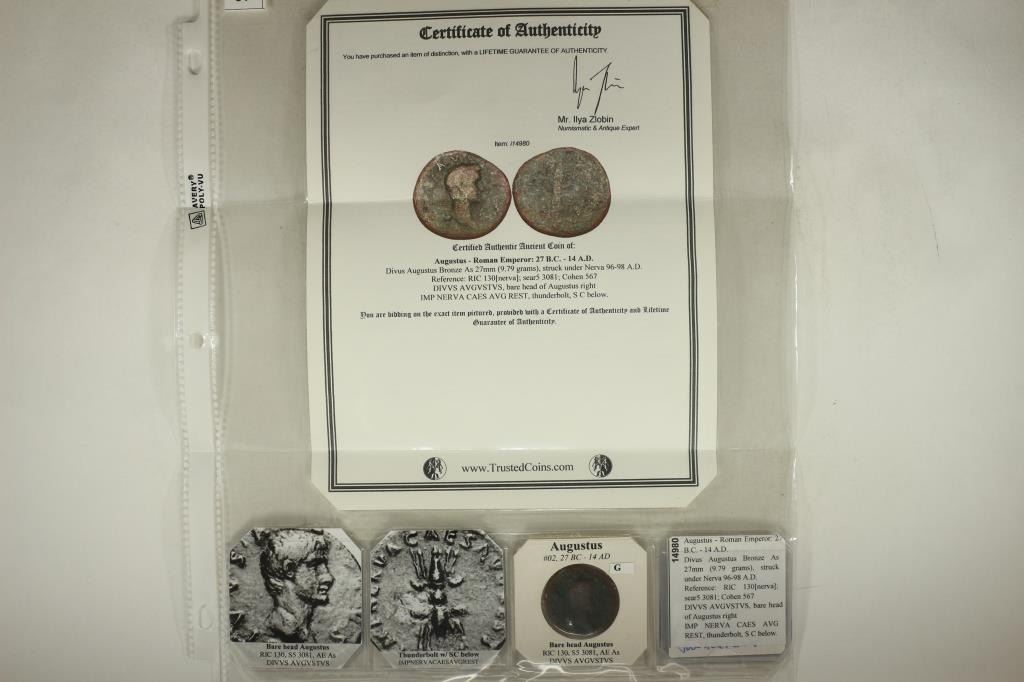 Certificate of Authenticity
You have purchased an item of distinction, with a LIFETIME GUARANTEE OF AUTHENTICITY.
Mr. Ilya Zlobin
Numismatic & Antique Expert
Item: i14980
Certified Authentic Ancient Coin of:
Augustus - Roman Emperor: 27 B.C. - 14 A.D.
Divus Augustus Bronze As 27mm (9.79 grams), struck under Nerva 96-98 A.D.
Reference: RIC 130[nerva]; sear5 3081; Cohen 567
DIVVS AVGVSTVS, bare head of Augustus right
IMP NERVA CAES AVG REST, thunderbolt, S C below.
You are bidding on the exact item pictured, provided with a Certificate of Authenticity and Lifetime
Guarantee of Authenticity.
www.TrustedCoins.com
AVERY®
POLY-VU
Bare head Augustus
RIC 130, S5 3081, AE As
DIVVS AVGVSTVS
Thunderbolt w/ SC below
IMPNERVACAESAVGREST
Augustus
#02, 27 BC - 14 AD
G
Bare head Augustus
RIC 130, S5 3081, AE As
DIVVS AVGVSTVS
14980
Augustus - Roman Emperor: 27
B.C. - 14 A.D.
Divus Augustus Bronze As
27mm (9.79 grams), struck
under Nerva 96-98 A.D.
Reference: RIC 130[nerva];
sear5 3081; Cohen 567
DIVVS AVGVSTVS, bare head
of Augustus right
IMP NERVA CAES AVG
REST, thunderbolt, S C below.